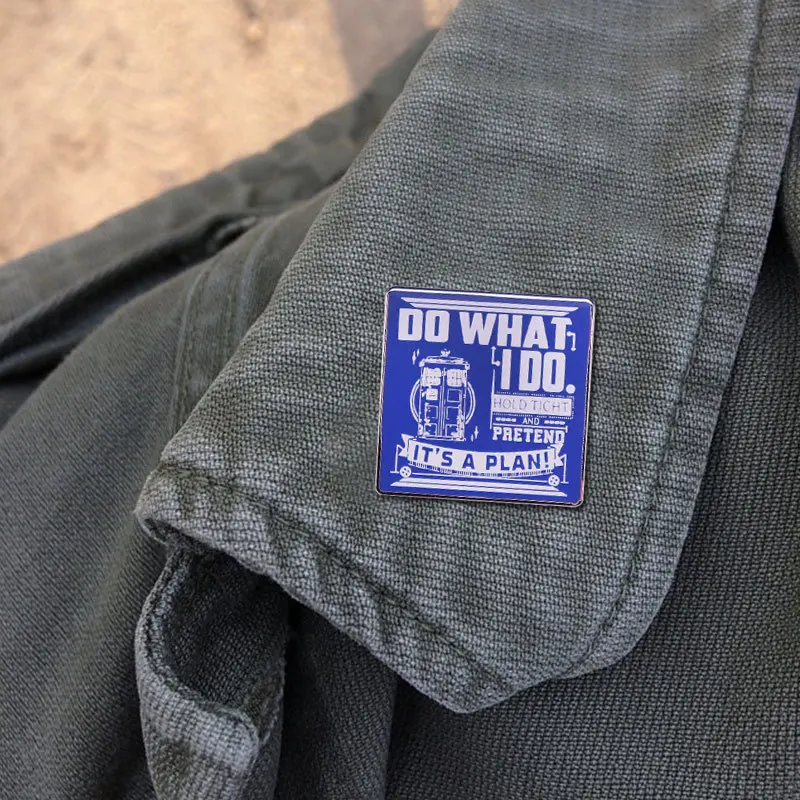 DO WHAT
I DO.
HOLD TIGHT
AND
PRETEND
IT'S A PLAN!